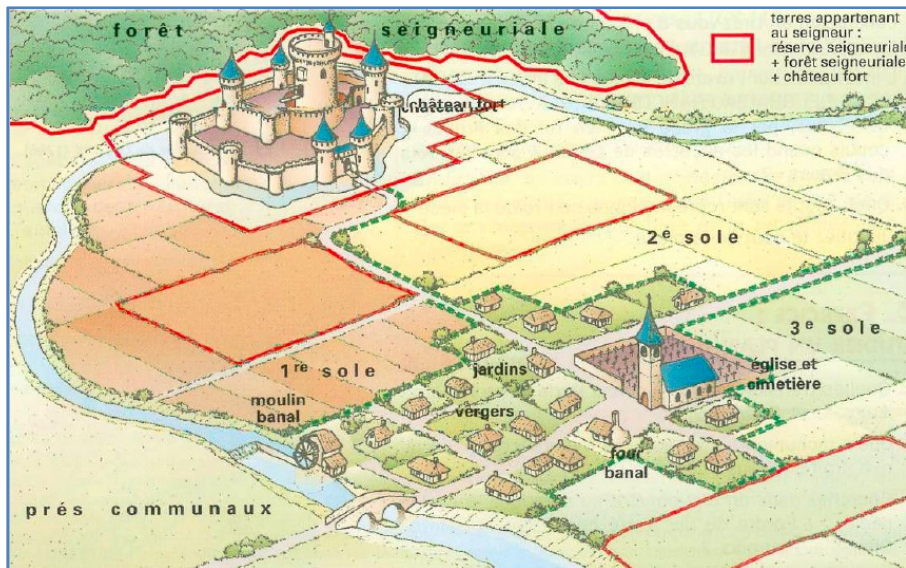 forêt seigneuriale
terres appartenant
au seigneur :
réserve seigneuriale
+ forêt seigneuriale
+ château fort
château fort
2e sole
3e sole
1re sole
jardins
église et
cimetière
moulin
banal
vergers
four
banal
prés communaux